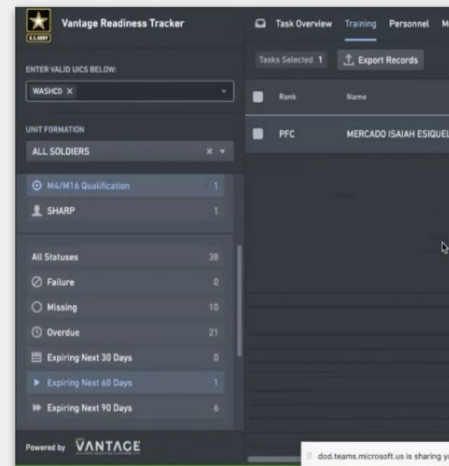 U.S. ARMY
Vantage Readiness Tracker
Task Overview Training Personnel M
ENTER VALID UICS BELOW:
WASHC0 ×
Tasks Selected 1 Export Records
Rank Name
UNIT FORMATION
ALL SOLDIERS ×
PFC MERCADO ISAIAH ESIQUEL
M4/M16 Qualification 1
SHARP 1
All Statuses 38
Failure 0
Missing 10
Overdue 21
Expiring Next 30 Days 0
Expiring Next 60 Days 1
Expiring Next 90 Days 6
Powered by VANTAGE
dod.teams.microsoft.us is sharing yo